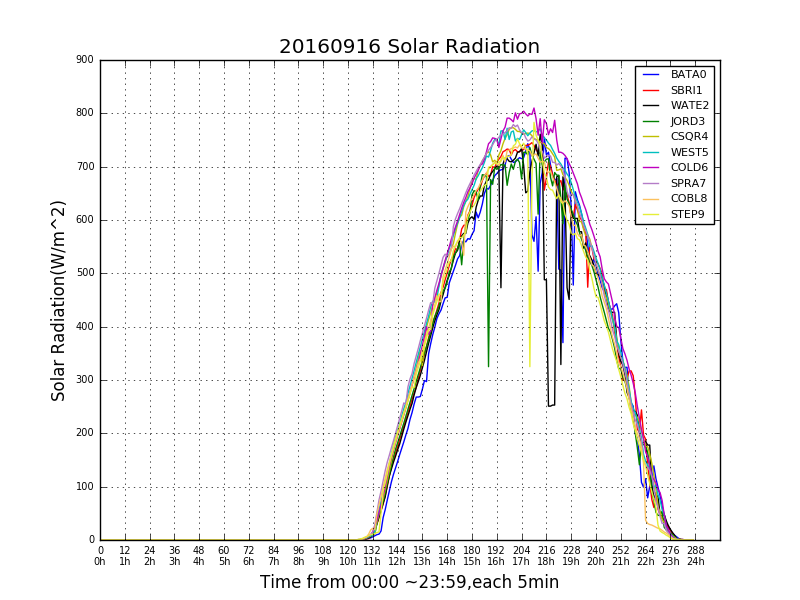 20160916 Solar Radiation
900
800
700
600
500
400
300
200
100
0
Solar Radiation(W/m^2)
BATA0
SBRI1
WATE2
JORD3
CSQR4
WEST5
COLD6
SPRA7
COBL8
STEP9
0 12 24 36 48 60 72 84 96 108 120 132 144 156 168 180 192 204 216 228 240 252 264 276 288
0h 1h 2h 3h 4h 5h 6h 7h 8h 9h 10h 11h 12h 13h 14h 15h 16h 17h 18h 19h 20h 21h 22h 23h 24h
Time from 00:00 ~23:59,each 5min